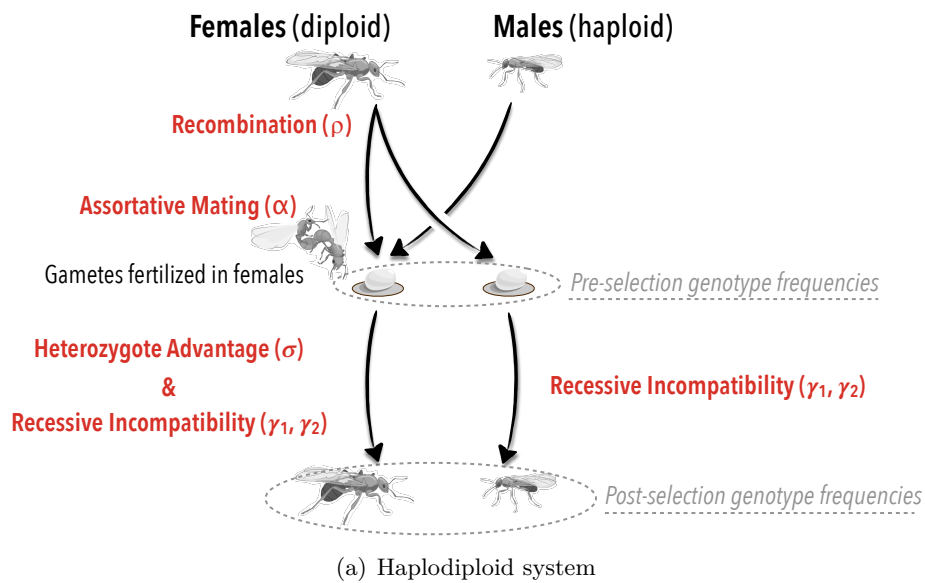 Females (diploid) Males (haploid)
Recombination (ρ)
Assortative Mating (α)
Gametes fertilized in females
Pre-selection genotype frequencies
Heterozygote Advantage (σ)
&
Recessive Incompatibility (γ1, γ2)
Recessive Incompatibility (γ1, γ2)
Post-selection genotype frequencies
(a) Haplodiploid system